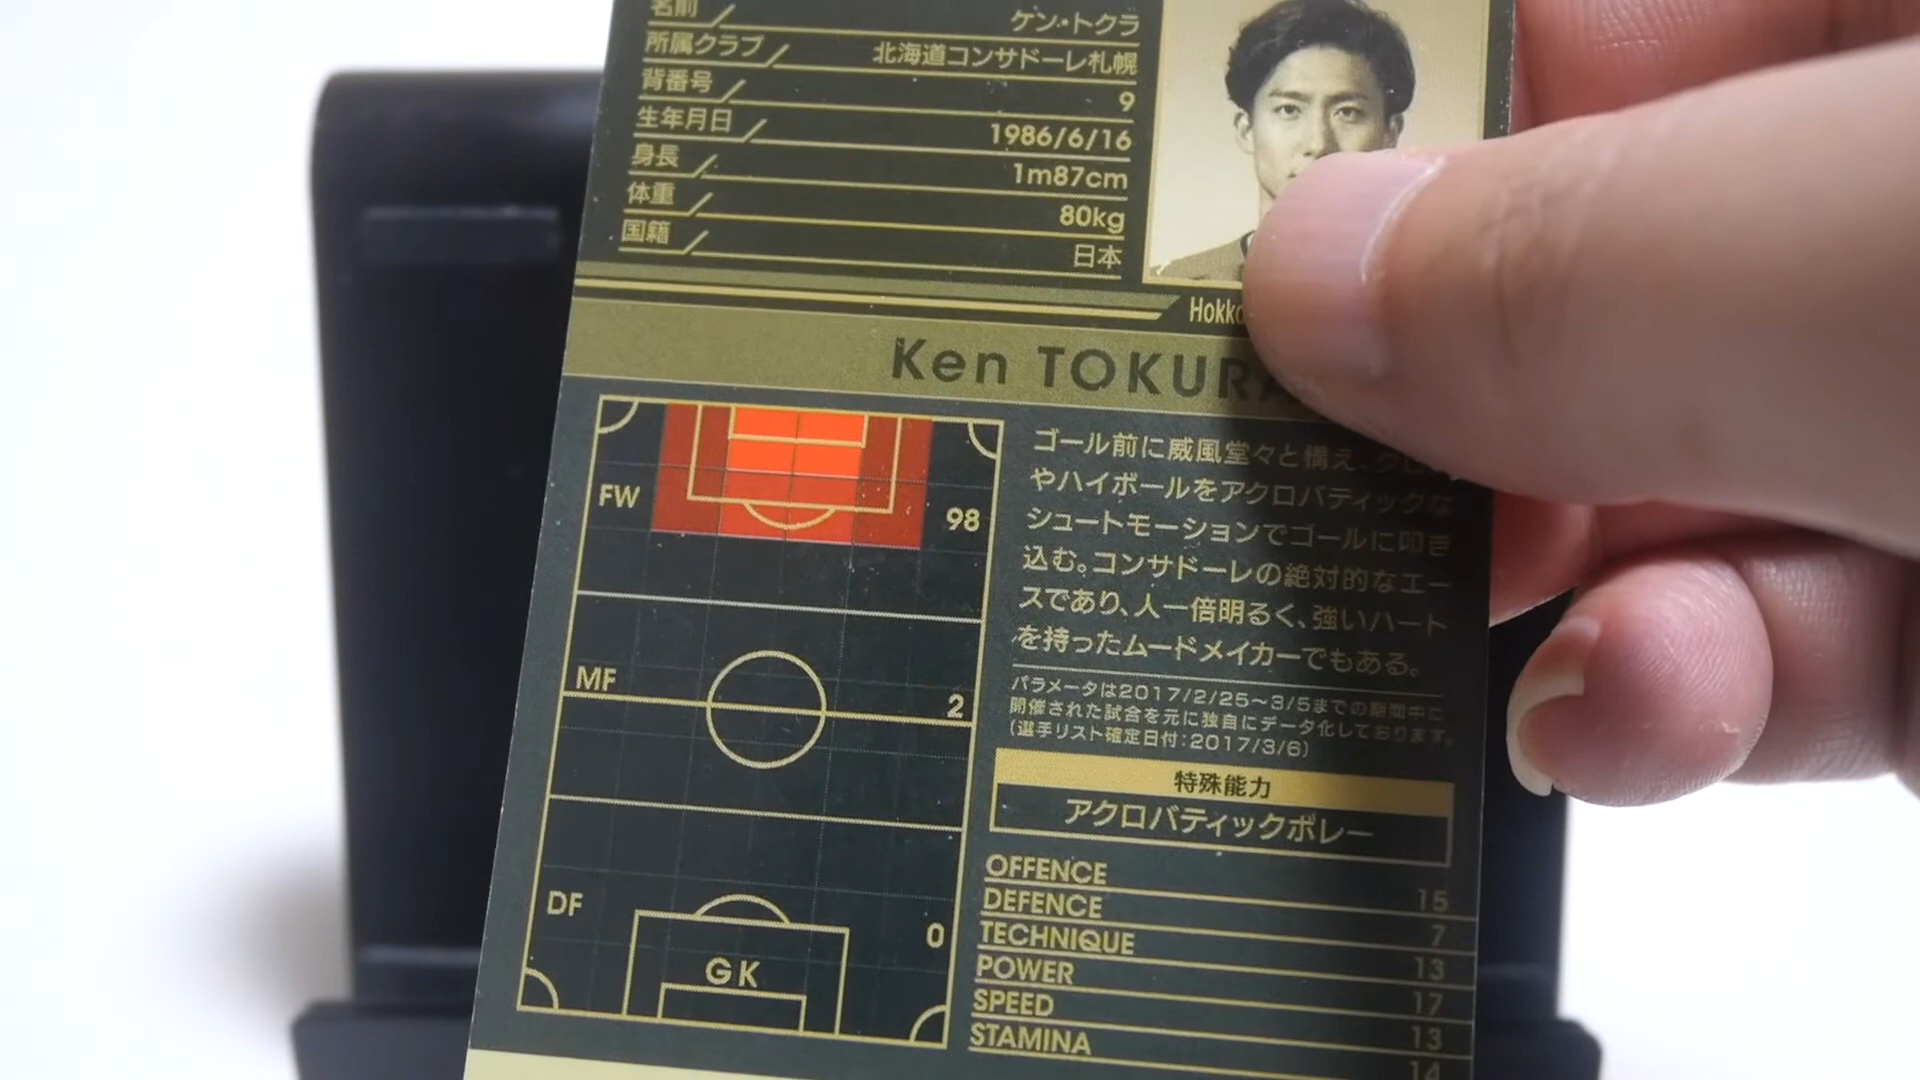 名前 ケン・トクラ
所属クラブ 北海道コンサドーレ札幌
背番号 9
生年月日 1986/6/16
身長 1m87cm
体重 80kg
国籍 日本
Ken TOKURA
FW 98
MF 2
DF 0
GK
ゴール前に威風堂々と構え、クロス
やハイボールをアクロバティックな
シュートモーションでゴールに叩き
込む。コンサドーレの絶対的なエー
スであり、人一倍明るく、強いハート
を持ったムードメイカーでもある。
パラメータは2017/2/25～3/5までの期間中に
開催された試合を元に独自にデータ化しております。
(選手リスト確定日付:2017/3/6)
特殊能力
アクロバティックボレー
OFFENCE 15
DEFENCE 7
TECHNIQUE 13
POWER 17
SPEED 13
STAMINA 14